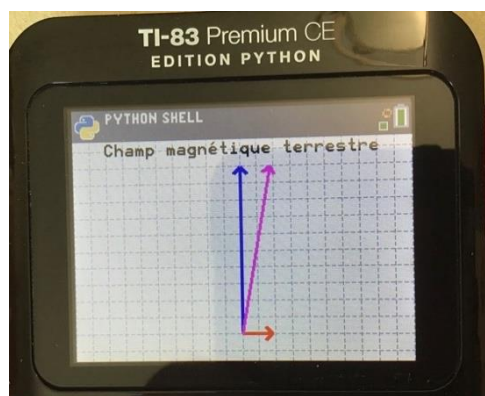 TI-83 Premium CE
EDITION PYTHON
PYTHON SHELL
Champ magnétique terrestre